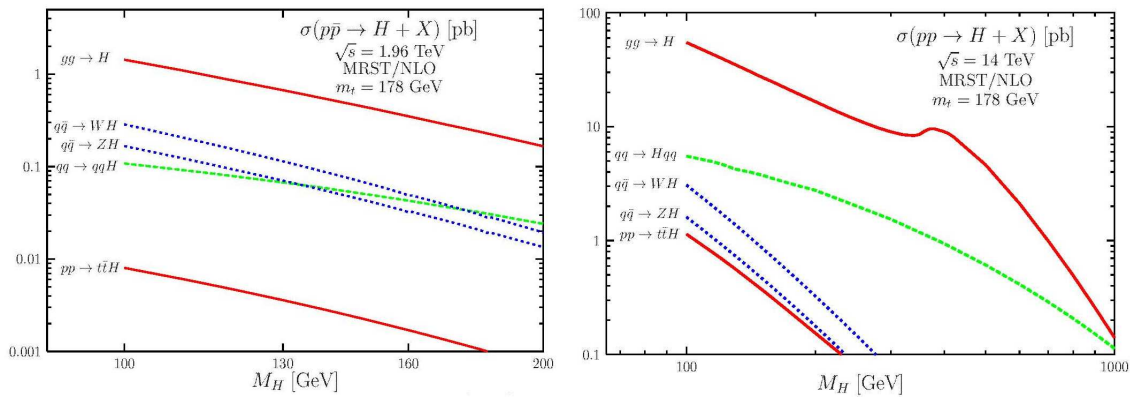 σ(pp̄ → H + X) [pb]
√s = 1.96 TeV
MRST/NLO
m_t = 178 GeV
gg → H
qq̄ → WH
qq̄ → ZH
qq → qqH
pp → tt̄H
1
0.1
0.01
0.001
100
130
160
200
M_H [GeV]
σ(pp → H + X) [pb]
√s = 14 TeV
MRST/NLO
m_t = 178 GeV
gg → H
qq → Hqq
qq̄ → WH
qq̄ → ZH
pp → tt̄H
100
10
1
0.1
100
1000
M_H [GeV]